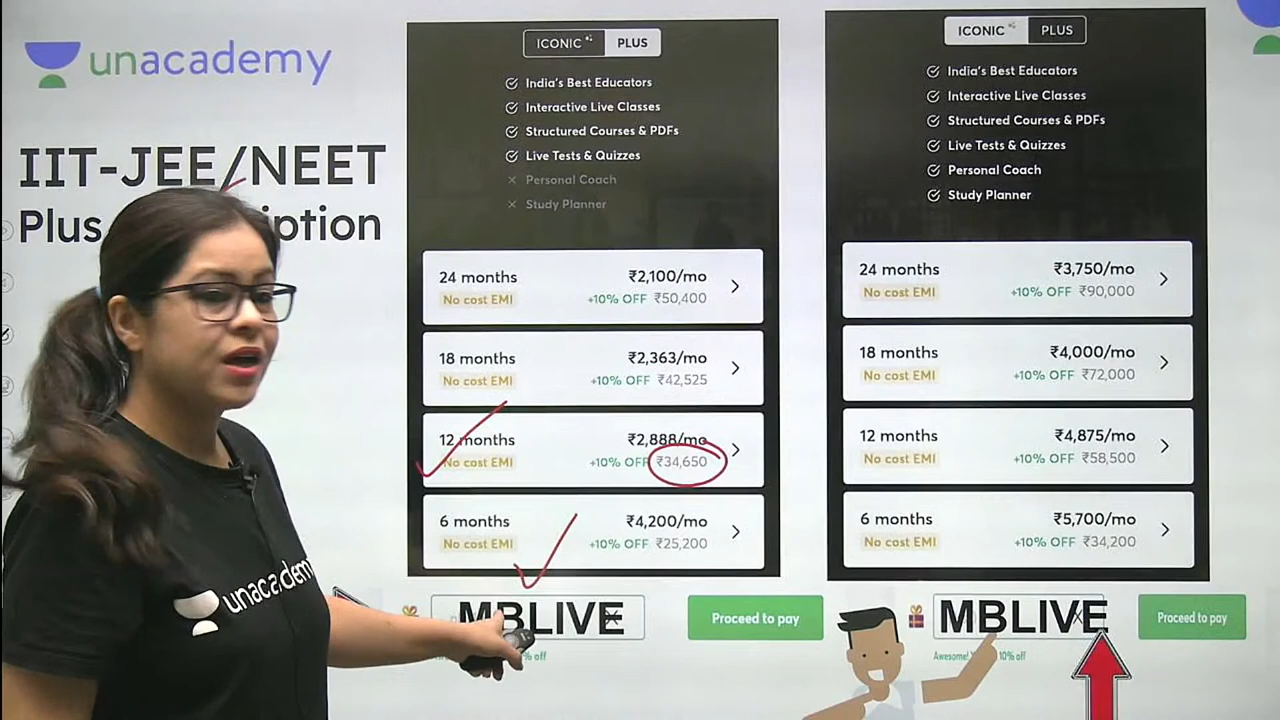 unacademy
IIT-JEE/NEET
Plus
ption
unacademy
ICONIC PLUS
India's Best Educators
Interactive Live Classes
Structured Courses & PDFs
Live Tests & Quizzes
Personal Coach
Study Planner
24 months ₹2,100/mo
No cost EMI +10% OFF ₹50,400
18 months ₹2,363/mo
No cost EMI +10% OFF ₹42,525
12 months ₹2,888/mo
No cost EMI +10% OFF ₹34,650
6 months ₹4,200/mo
No cost EMI +10% OFF ₹25,200
MBLIVE Proceed to pay
% off
ICONIC PLUS
India's Best Educators
Interactive Live Classes
Structured Courses & PDFs
Live Tests & Quizzes
Personal Coach
Study Planner
24 months ₹3,750/mo
No cost EMI +10% OFF ₹90,000
18 months ₹4,000/mo
No cost EMI +10% OFF ₹72,000
12 months ₹4,875/mo
No cost EMI +10% OFF ₹58,500
6 months ₹5,700/mo
No cost EMI +10% OFF ₹34,200
MBLIVE Proceed to pay
Awesome! 10% off